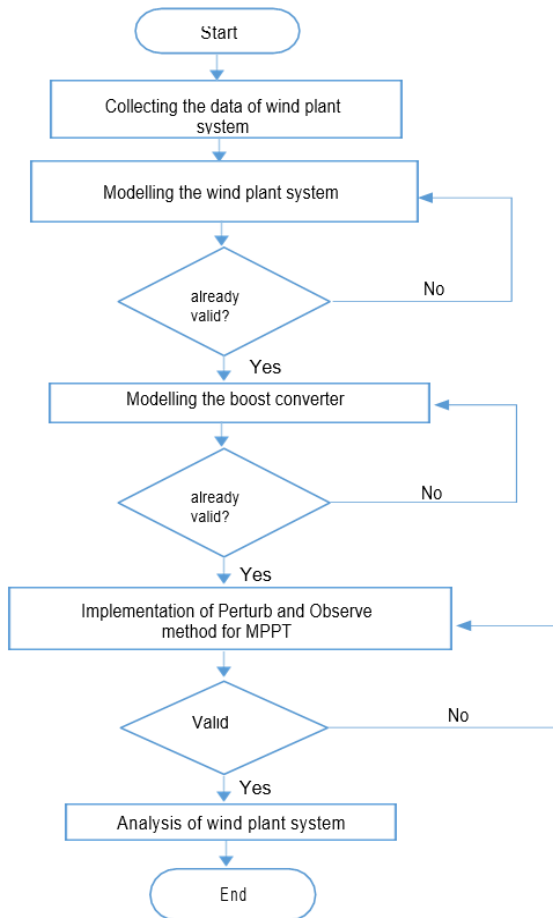 Start
Collecting the data of wind plant
system
Modelling the wind plant system
already
valid?
No
Yes
Modelling the boost converter
already
valid?
No
Yes
Implementation of Perturb and Observe
method for MPPT
Valid
No
Yes
Analysis of wind plant system
End